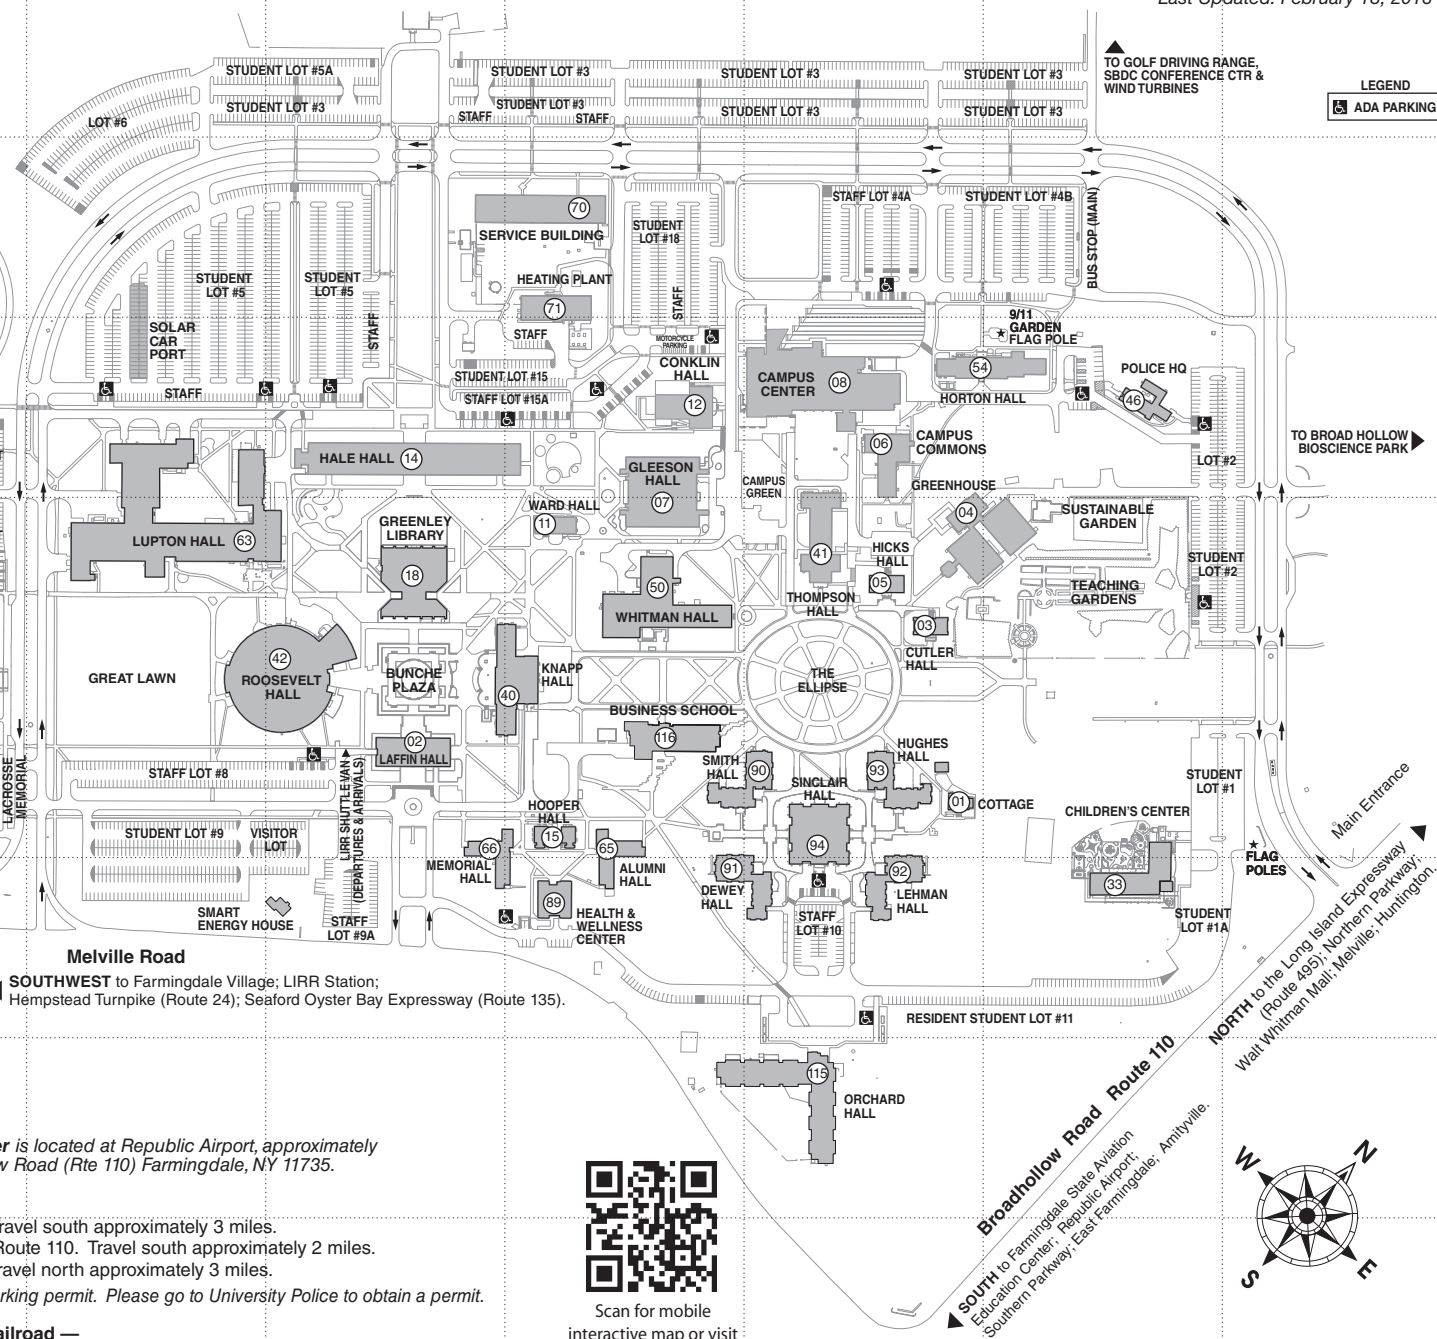 Last Updated: February 18, 2016
TO GOLF DRIVING RANGE,
SBDC CONFERENCE CTR &
WIND TURBINES
LEGEND
ADA PARKING
STUDENT LOT #5A
STUDENT LOT #3
STUDENT LOT #3
STUDENT LOT #3
STUDENT LOT #3
STUDENT LOT #3
STUDENT LOT #3
STUDENT LOT #3
LOT #6
STAFF
STAFF
70
SERVICE BUILDING
STUDENT
LOT #18
STAFF LOT #4A
STUDENT LOT #4B
BUS STOP (MAIN)
STUDENT
LOT #5
STUDENT
LOT #5
HEATING PLANT
71
STAFF
STAFF
STAFF
SOLAR
CAR
PORT
9/11
GARDEN
FLAG POLE
MOTORCYCLE
PARKING
CONKLIN
HALL
12
STUDENT LOT #15
STAFF LOT #15A
STAFF
CAMPUS
CENTER
08
54
HORTON HALL
POLICE HQ
46
TO BROAD HOLLOW
BIOSCIENCE PARK
LOT #2
HALE HALL
14
06
CAMPUS
COMMONS
GLEESON
HALL
07
CAMPUS
GREEN
GREENHOUSE
04
SUSTAINABLE
GARDEN
LUPTON HALL
63
GREENLEY
LIBRARY
18
WARD HALL
11
41
THOMPSON
HALL
HICKS
HALL
05
STUDENT
LOT #2
TEACHING
GARDENS
50
WHITMAN HALL
03
CUTLER
HALL
GREAT LAWN
42
ROOSEVELT
HALL
BUNCHE
PLAZA
KNAPP
HALL
40
THE
ELLIPSE
BUSINESS SCHOOL
116
02
LAFFIN HALL
SMITH
HALL
90
HUGHES
HALL
93
SINCLAIR
HALL
94
STAFF LOT #8
LACROSSE
MEMORIAL
LIRR SHUTTLE VAN
(DEPARTURES & ARRIVALS)
STUDENT
LOT #1
01
COTTAGE
CHILDREN'S CENTER
33
Main Entrance
HOOPER
HALL
15
STUDENT LOT #9
VISITOR
LOT
66
MEMORIAL
HALL
65
ALUMNI
HALL
91
DEWEY
HALL
92
LEHMAN
HALL
FLAG
POLES
89
HEALTH &
WELLNESS
CENTER
SMART
ENERGY HOUSE
STAFF
LOT #9A
STAFF
LOT #10
STUDENT
LOT #1A
Melville Road
SOUTHWEST to Farmingdale Village; LIRR Station;
Hempstead Turnpike (Route 24); Seaford Oyster Bay Expressway (Route 135).
RESIDENT STUDENT LOT #11
NORTH to the Long Island Expressway
(Route 495); Northern Parkway;
Walt Whitman Mall; Melville; Huntington.
115
ORCHARD
HALL
Broadhollow Road Route 110
SOUTH to Farmingdale State Aviation
Education Center; Republic Airport;
Southern Parkway; East Farmingdale; Amityville.
er is located at Republic Airport, approximately
w Road (Rte 110) Farmingdale, NY 11735.
ravel south approximately 3 miles.
Route 110. Travel south approximately 2 miles.
ravel north approximately 3 miles.
rking permit. Please go to University Police to obtain a permit.
ailroad —
Scan for mobile
interactive map or visit
W
N
S
E